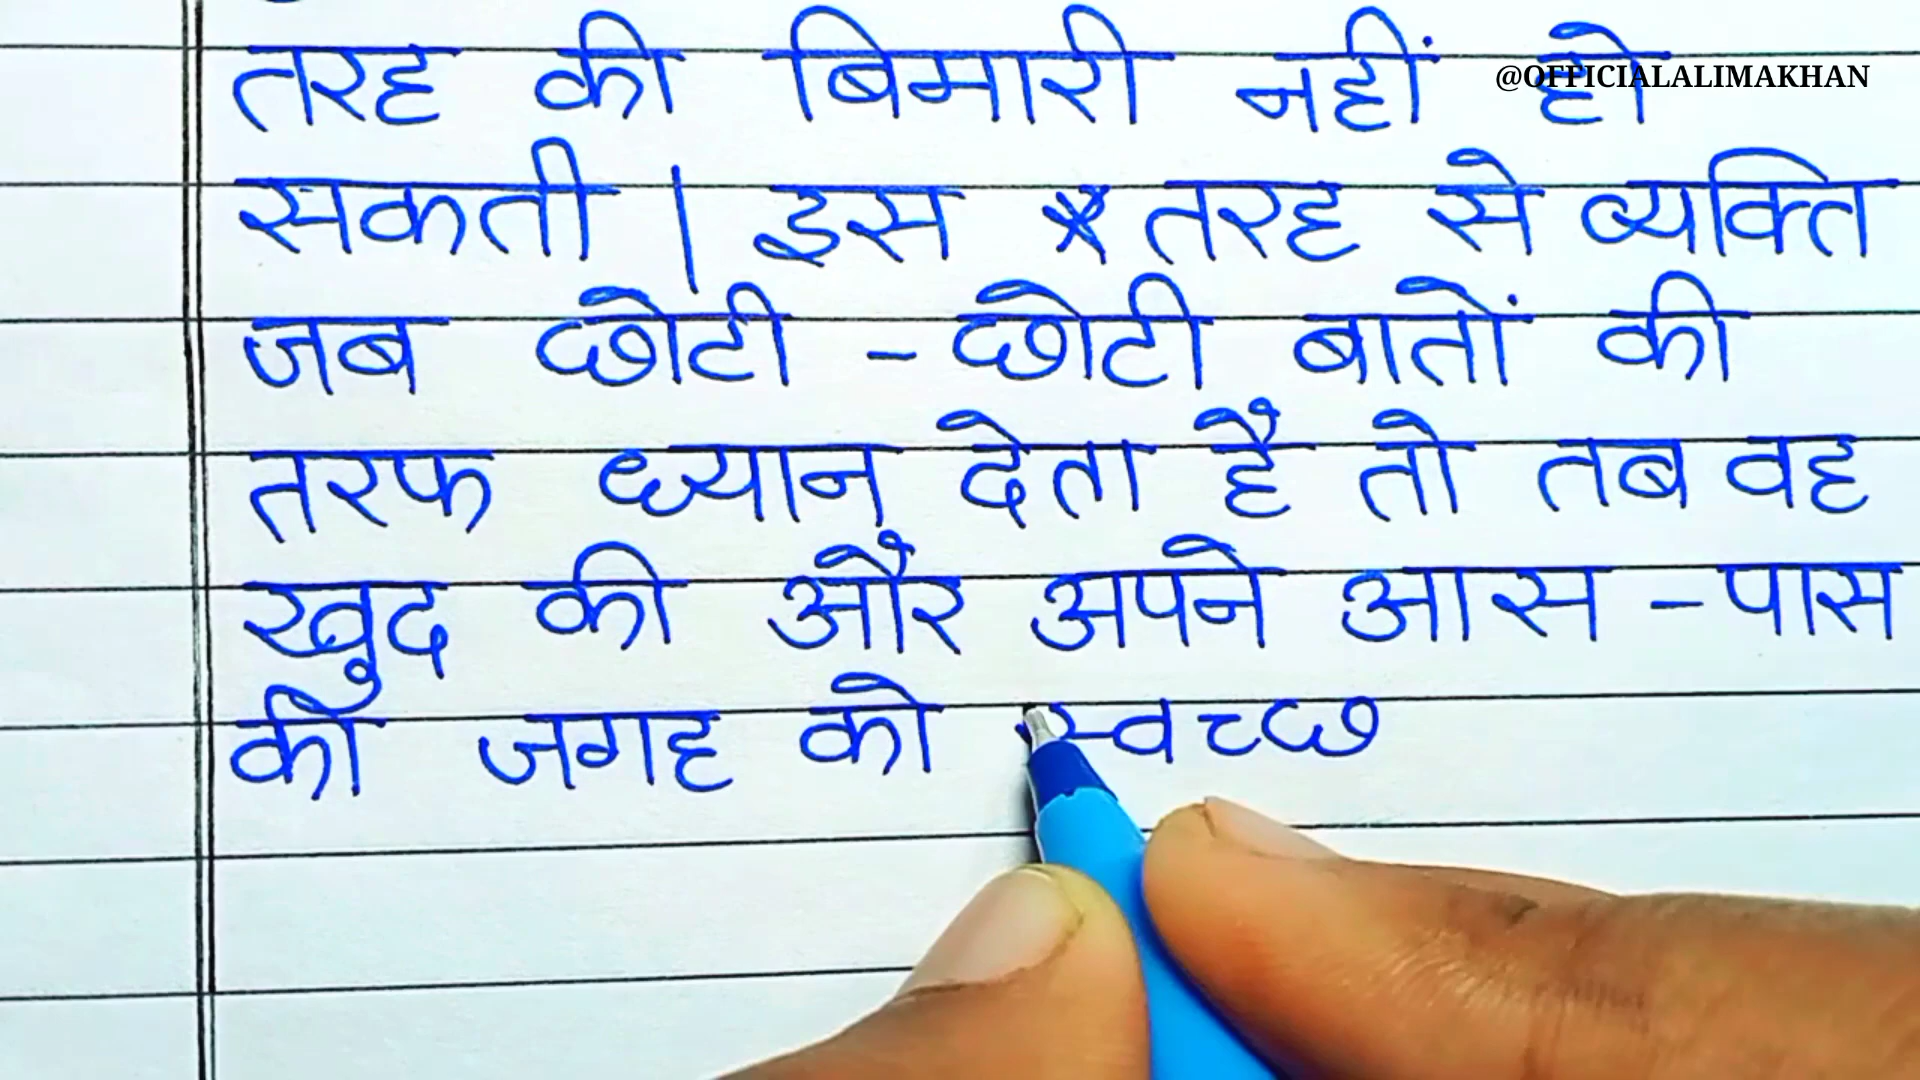 @OFFICIALALIMAKHAN
तरह की बिमारी नहीं हो
सकती | इस तरह से व्यक्ति
जब छोटी - छोटी बातों की
तरफ ध्यान देता है तो तब वह
खुद की और अपने आस - पास
की जगह को स्वच्छ